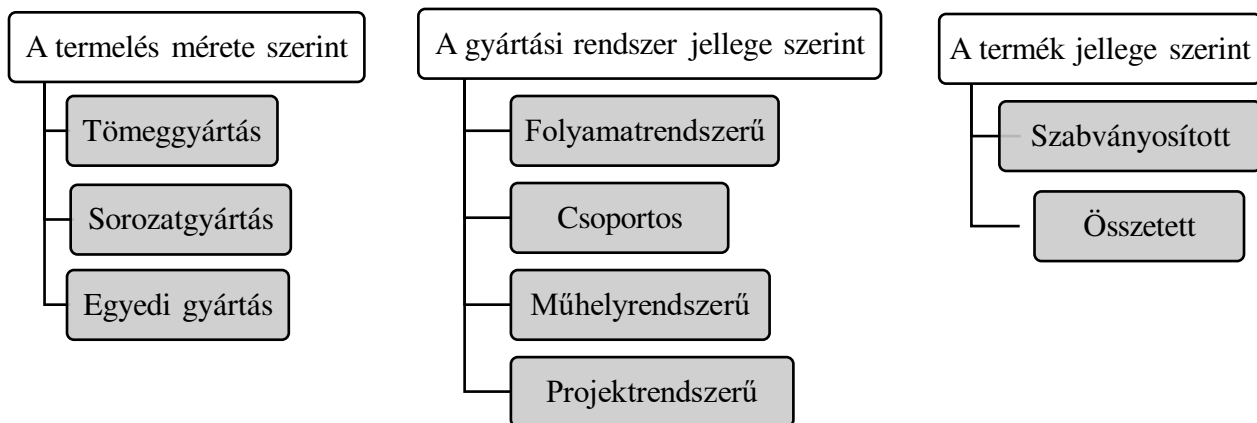 A termelés mérete szerint
Tömeggyártás
Sorozatgyártás
Egyedi gyártás
A gyártási rendszer jellege szerint
Folyamatrendszerű
Csoportos
Műhelyrendszerű
Projektrendszerű
A termék jellege szerint
Szabványosított
Összetett